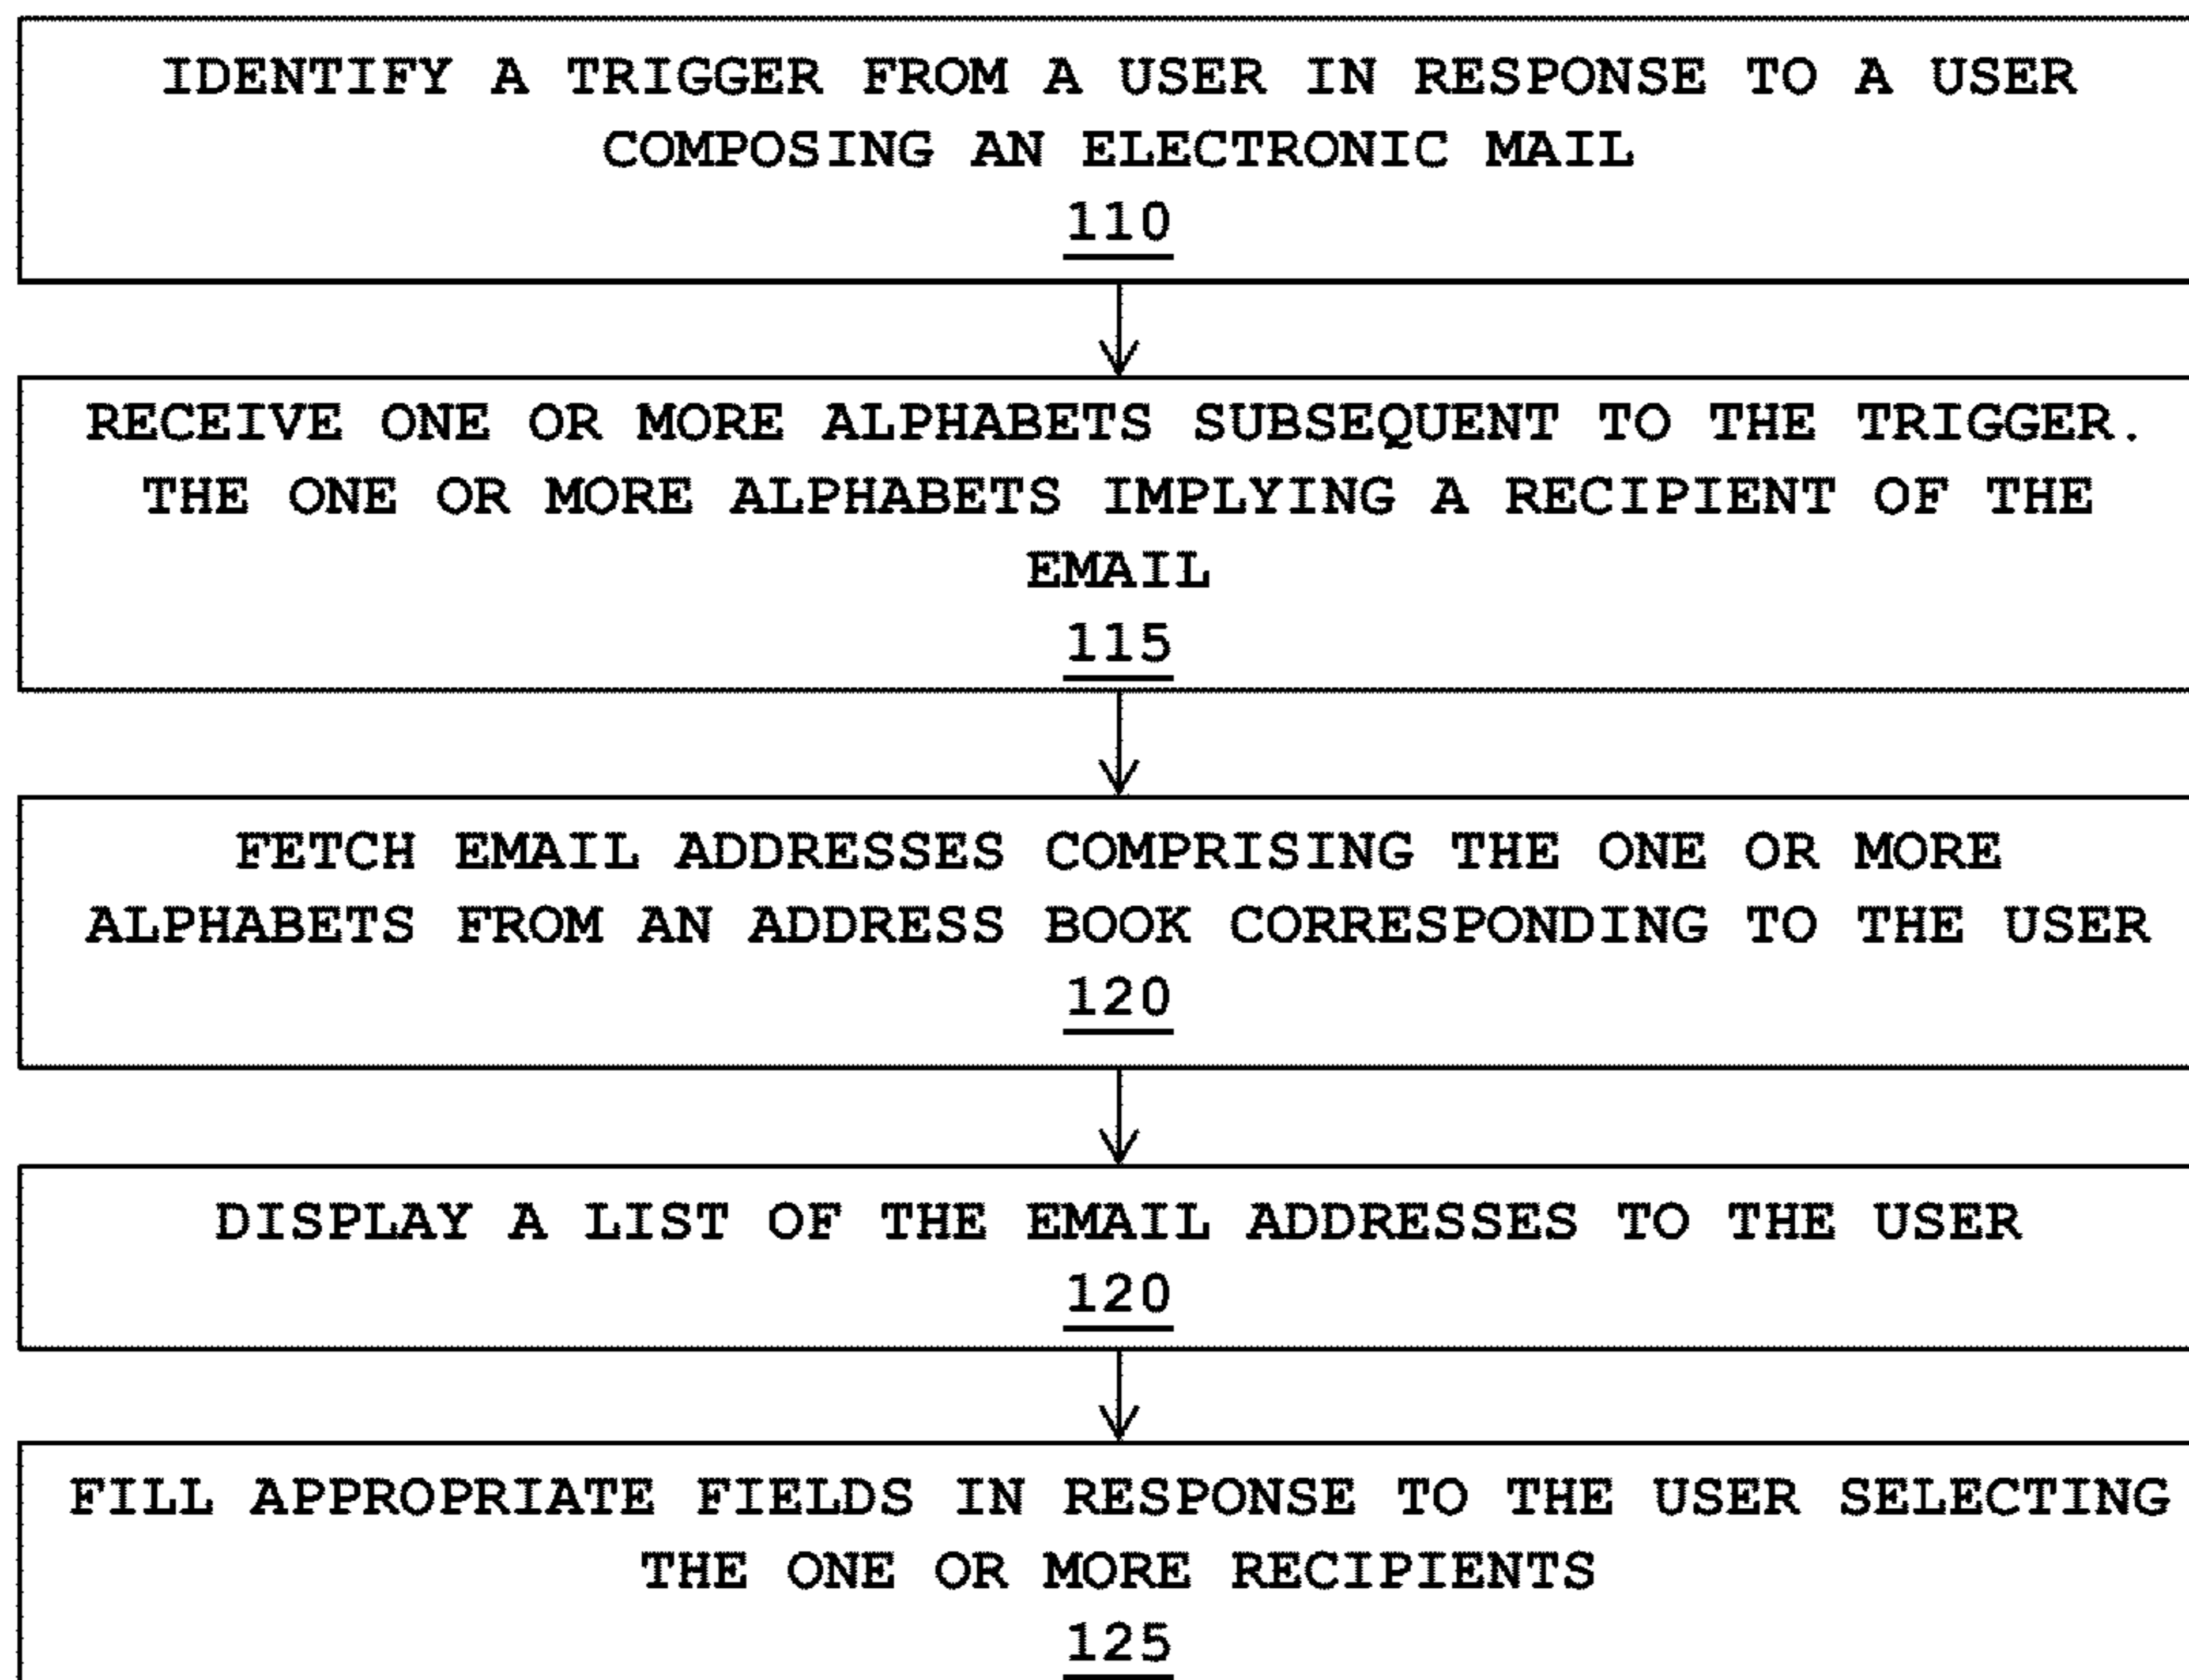 IDENTIFY A TRIGGER FROM A USER IN RESPONSE TO A USER
COMPOSING AN ELECTRONIC MAIL
110
RECEIVE ONE OR MORE ALPHABETS SUBSEQUENT TO THE TRIGGER.
THE ONE OR MORE ALPHABETS IMPLYING A RECIPIENT OF THE
EMAIL
115
FETCH EMAIL ADDRESSES COMPRISING THE ONE OR MORE
ALPHABETS FROM AN ADDRESS BOOK CORRESPONDING TO THE USER
120
DISPLAY A LIST OF THE EMAIL ADDRESSES TO THE USER
120
FILL APPROPRIATE FIELDS IN RESPONSE TO THE USER SELECTING
THE ONE OR MORE RECIPIENTS
125